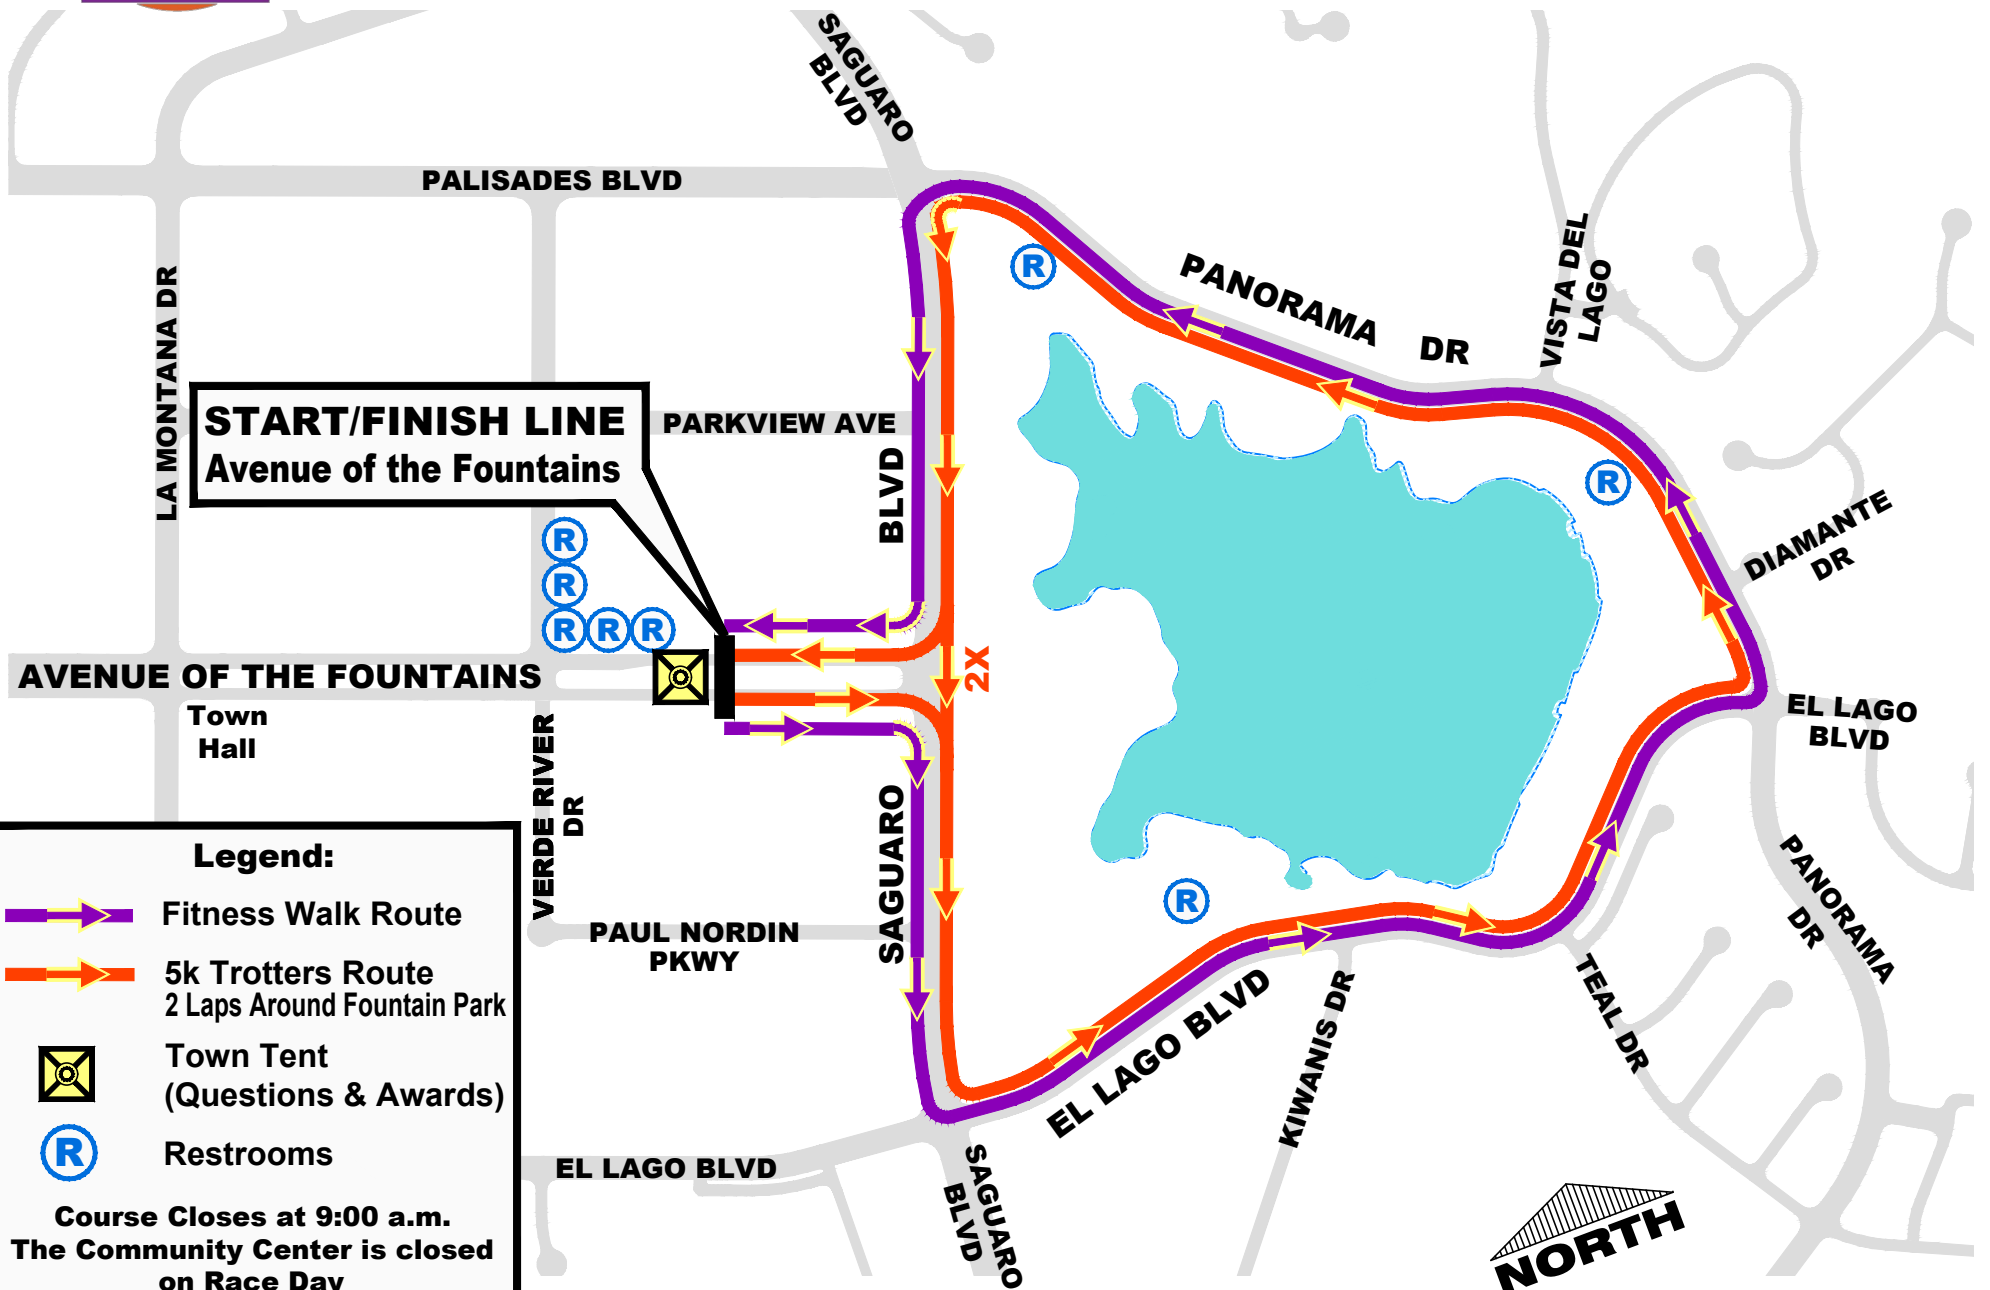 SAGUARO
BLVD
PALISADES BLVD
PANORAMA DR
VISTA DEL
LAGO
LA MONTANA DR
START/FINISH LINE
Avenue of the Fountains
PARKVIEW AVE
BLVD
R
R
R
R
R
R
R
DIAMANTE
DR
2X
AVENUE OF THE FOUNTAINS
Town
Hall
EL LAGO
BLVD
VERDE RIVER
DR
SAGUARO
PAUL NORDIN
PKWY
R
PANORAMA
DR
TEAL DR
KIWANIS DR
EL LAGO BLVD
EL LAGO BLVD
SAGUARO
BLVD
NORTH
Legend:
Fitness Walk Route
5k Trotters Route
2 Laps Around Fountain Park
Town Tent
(Questions & Awards)
R
Restrooms
Course Closes at 9:00 a.m.
The Community Center is closed
on Race Day